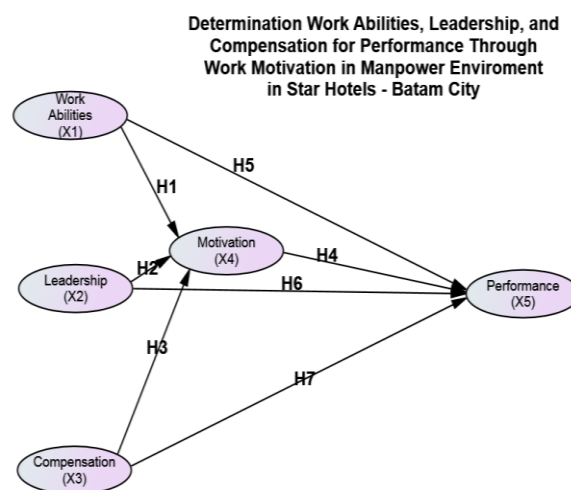 Determination Work Abilities, Leadership, and
Compensation for Performance Through
Work Motivation in Manpower Enviroment
in Star Hotels - Batam City
Work
Abilities
(X1)
H5
H1
Motivation
(X4)
H4
H2
Leadership
(X2)
H6
Performance
(X5)
H3
H7
Compensation
(X3)